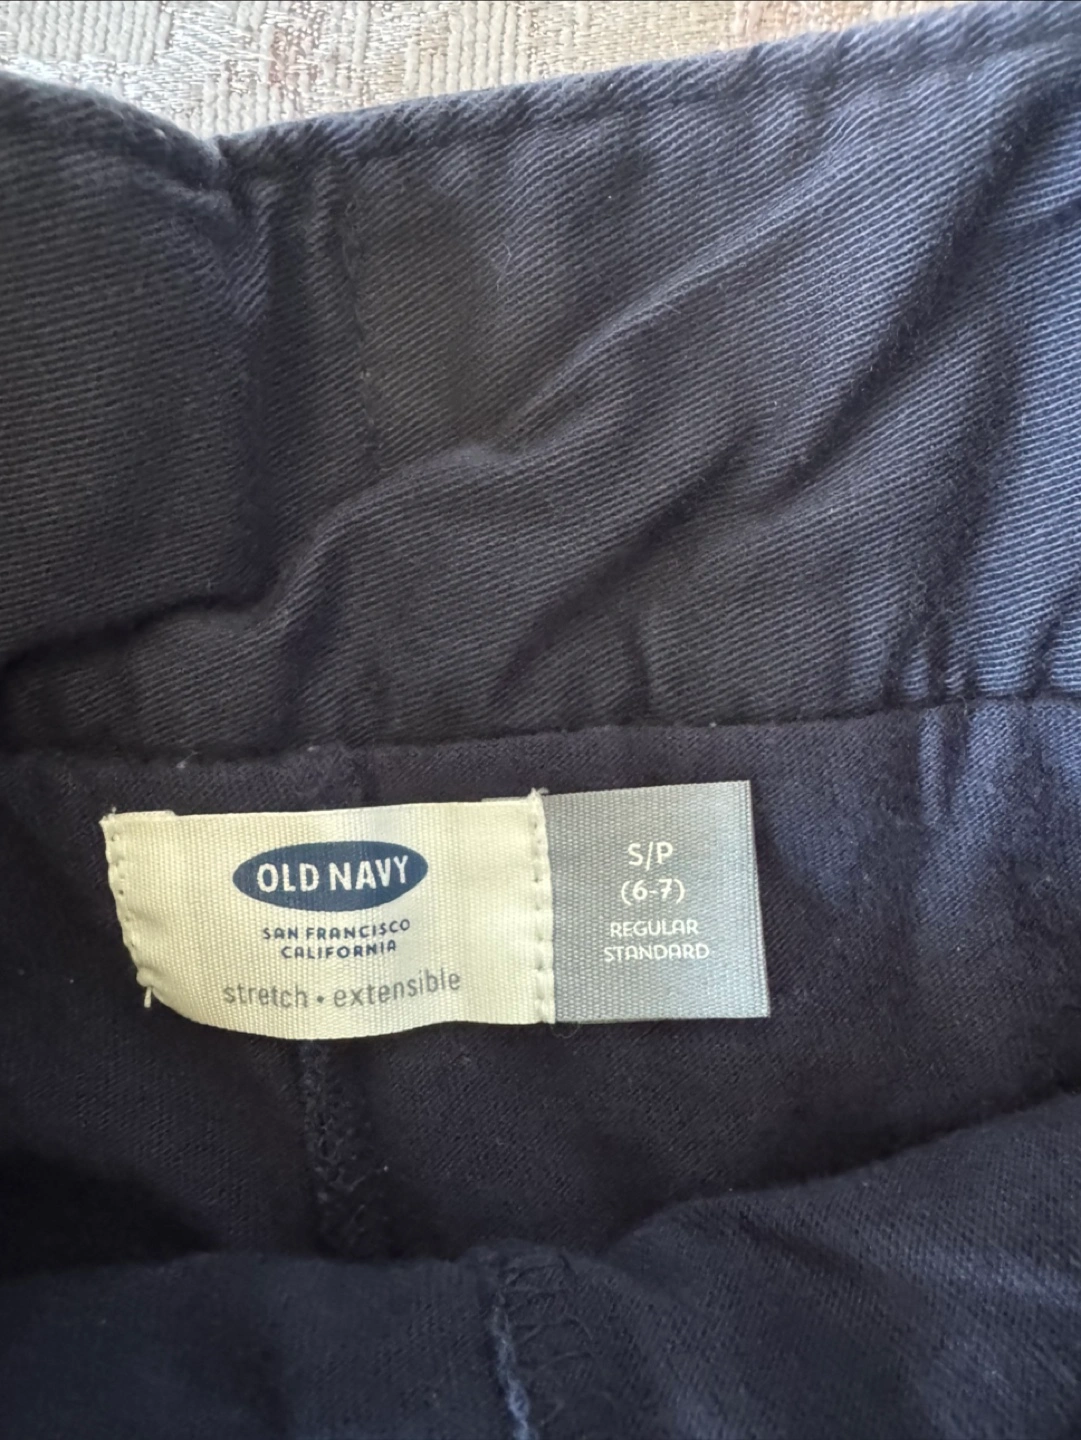 OLD NAVY
SAN FRANCISCO
CALIFORNIA
stretch • extensible
S/P
(6-7)
REGULAR
STANDARD